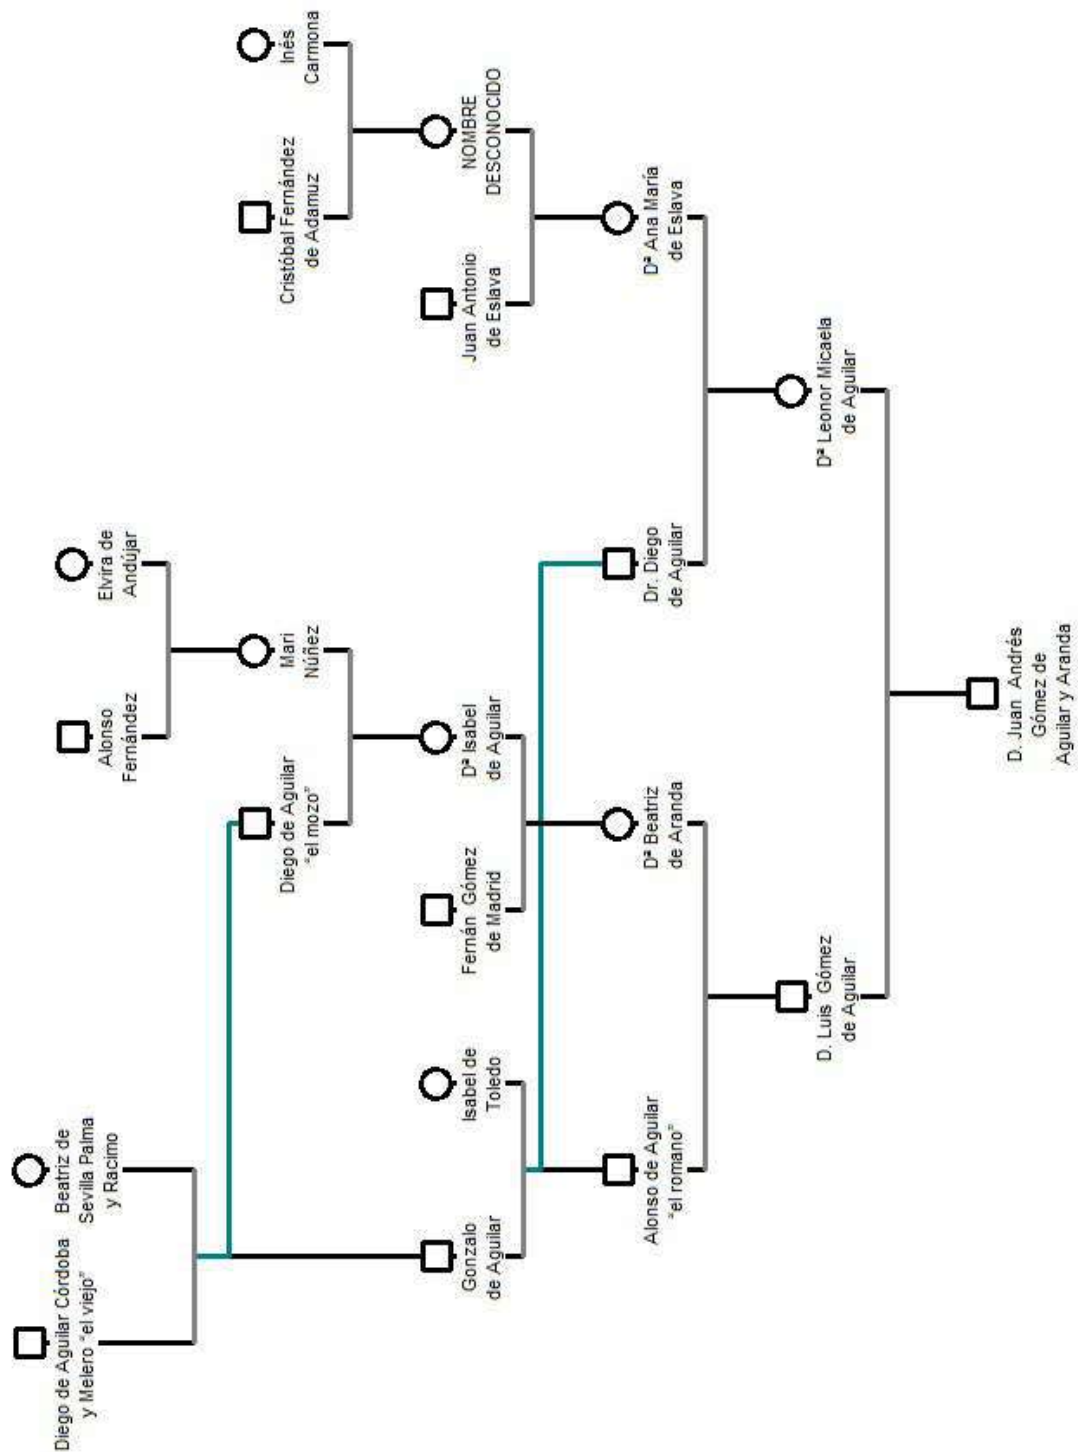 Diego de Aguilar Córdoba
y Melero "el viejo"
Beatriz de
Sevilla Palma
y Racimo
Alonso
Fernández
Elvira de
Andújar
Diego de Aguilar
"el mozo"
Mari
Núñez
Cristóbal Fernández
de Adamuz
Inés
Carmona
Gonzalo
de Aguilar
Isabel de
Toledo
Fernán Gómez
de Madrid
Dª Isabel
de Aguilar
Juan Antonio
de Eslava
NOMBRE
DESCONOCIDO
Alonso de Aguilar
"el romano"
Dª Beatriz
de Aranda
Dr. Diego
de Aguilar
Dª Ana María
de Eslava
D. Luis Gómez
de Aguilar
Dª Leonor Micaela
de Aguilar
D. Juan Andrés
Gómez de
Aguilar y Aranda